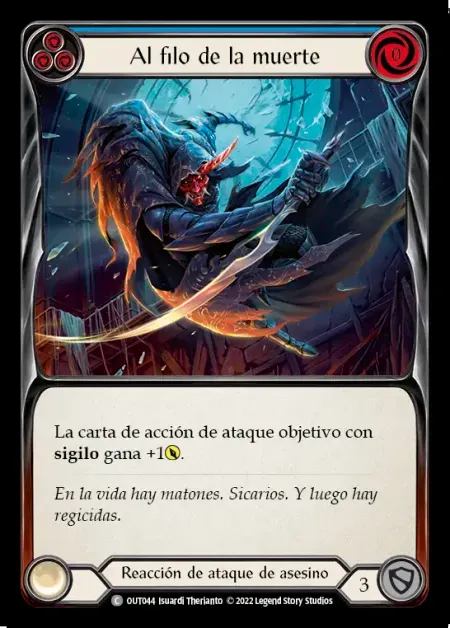 Al filo de la muerte
0
La carta de acción de ataque objetivo con
sigilo gana +1.
En la vida hay matones. Sicarios. Y luego hay
regicidas.
Reacción de ataque de asesino
3
C OUT044 Isuardi Therianto © 2022 Legend Story Studios